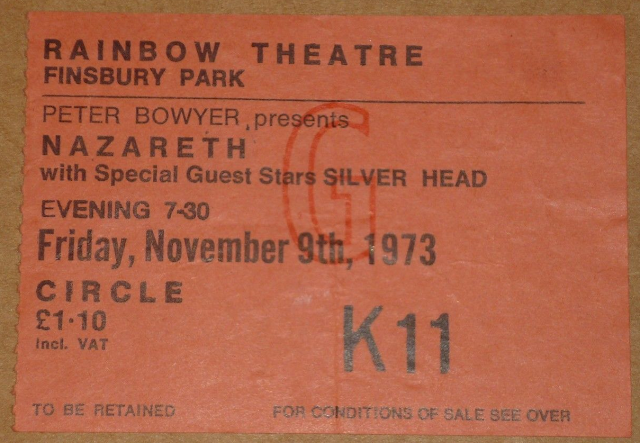 RAINBOW THEATRE
FINSBURY PARK
PETER BOWYER, presents
NAZARETH
with Special Guest Stars SILVER HEAD
EVENING 7-30
Friday, November 9th, 1973
CIRCLE
£1·10
Incl. VAT
K11
G
TO BE RETAINED
FOR CONDITIONS OF SALE SEE OVER